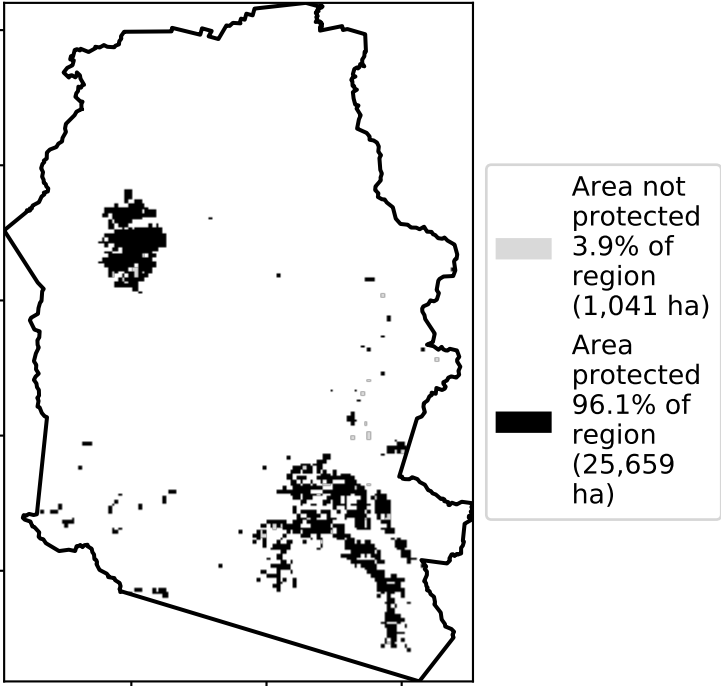 Area not
protected
3.9% of
region
(1,041 ha)
Area
protected
96.1% of
region
(25,659
ha)